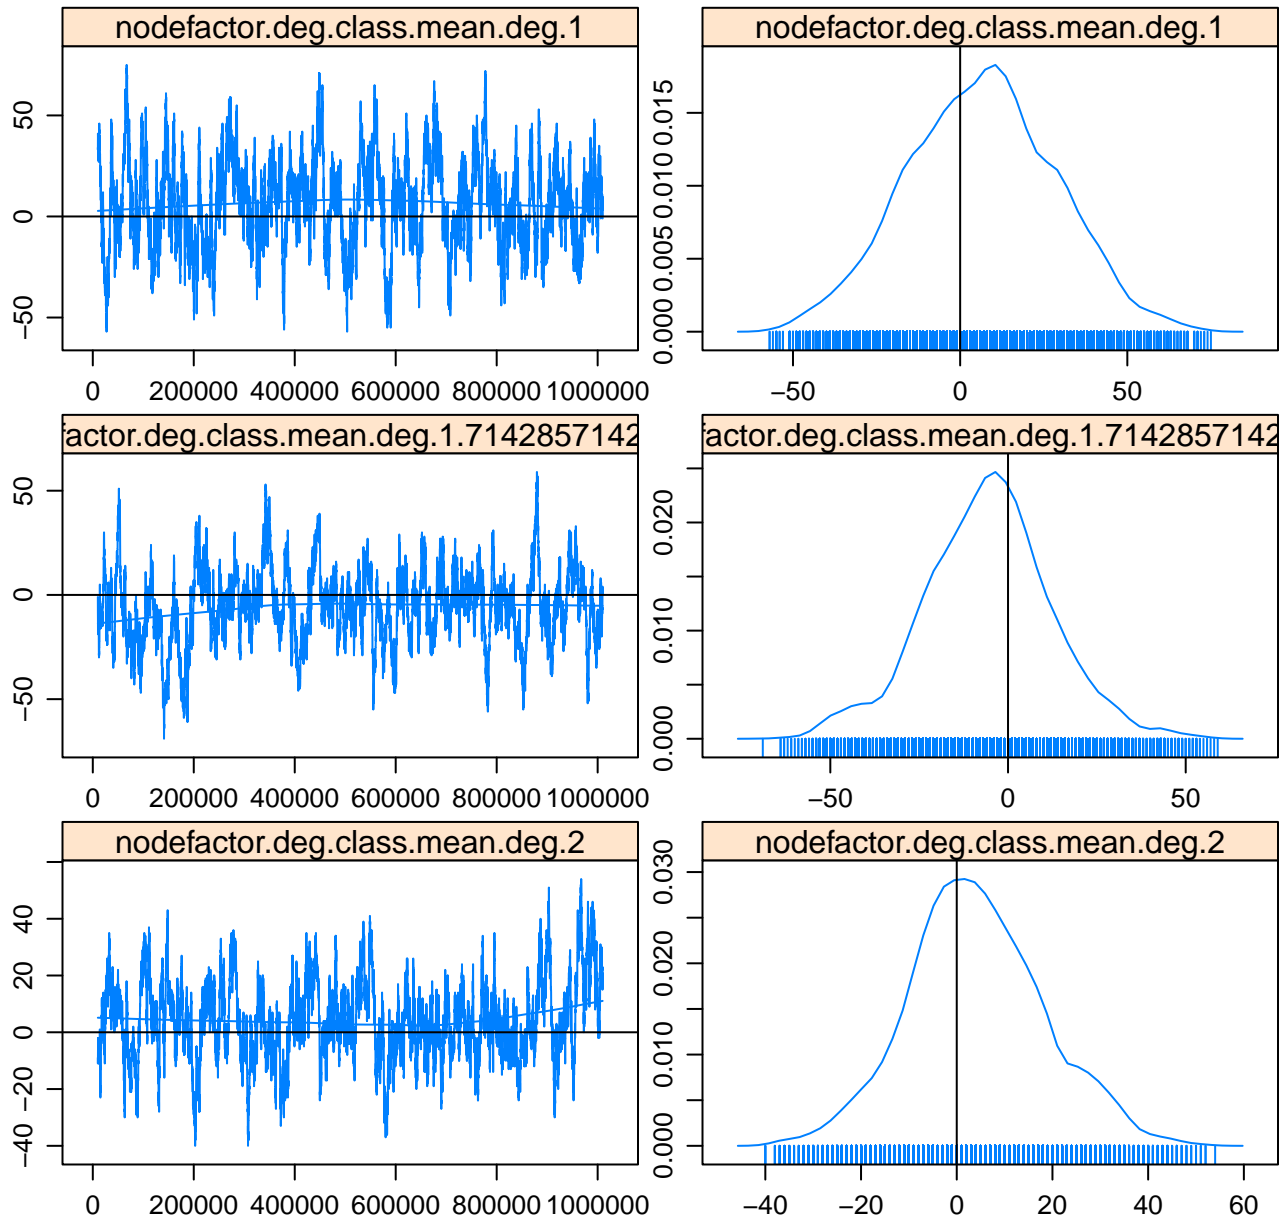 nodefactor.deg.class.mean.deg.1
nodefactor.deg.class.mean.deg.1
50
0
−50
0 200000 400000 600000 800000 1000000
0.015
0.010
0.005
0.000
−50 0 50
factor.deg.class.mean.deg.1.7142857142
factor.deg.class.mean.deg.1.7142857142
50
0
−50
0 200000 400000 600000 800000 1000000
0.020
0.010
0.000
−50 0 50
nodefactor.deg.class.mean.deg.2
nodefactor.deg.class.mean.deg.2
40
20
0
−20
−40
0 200000 400000 600000 800000 1000000
0.030
0.020
0.010
0.000
−40 −20 0 20 40 60